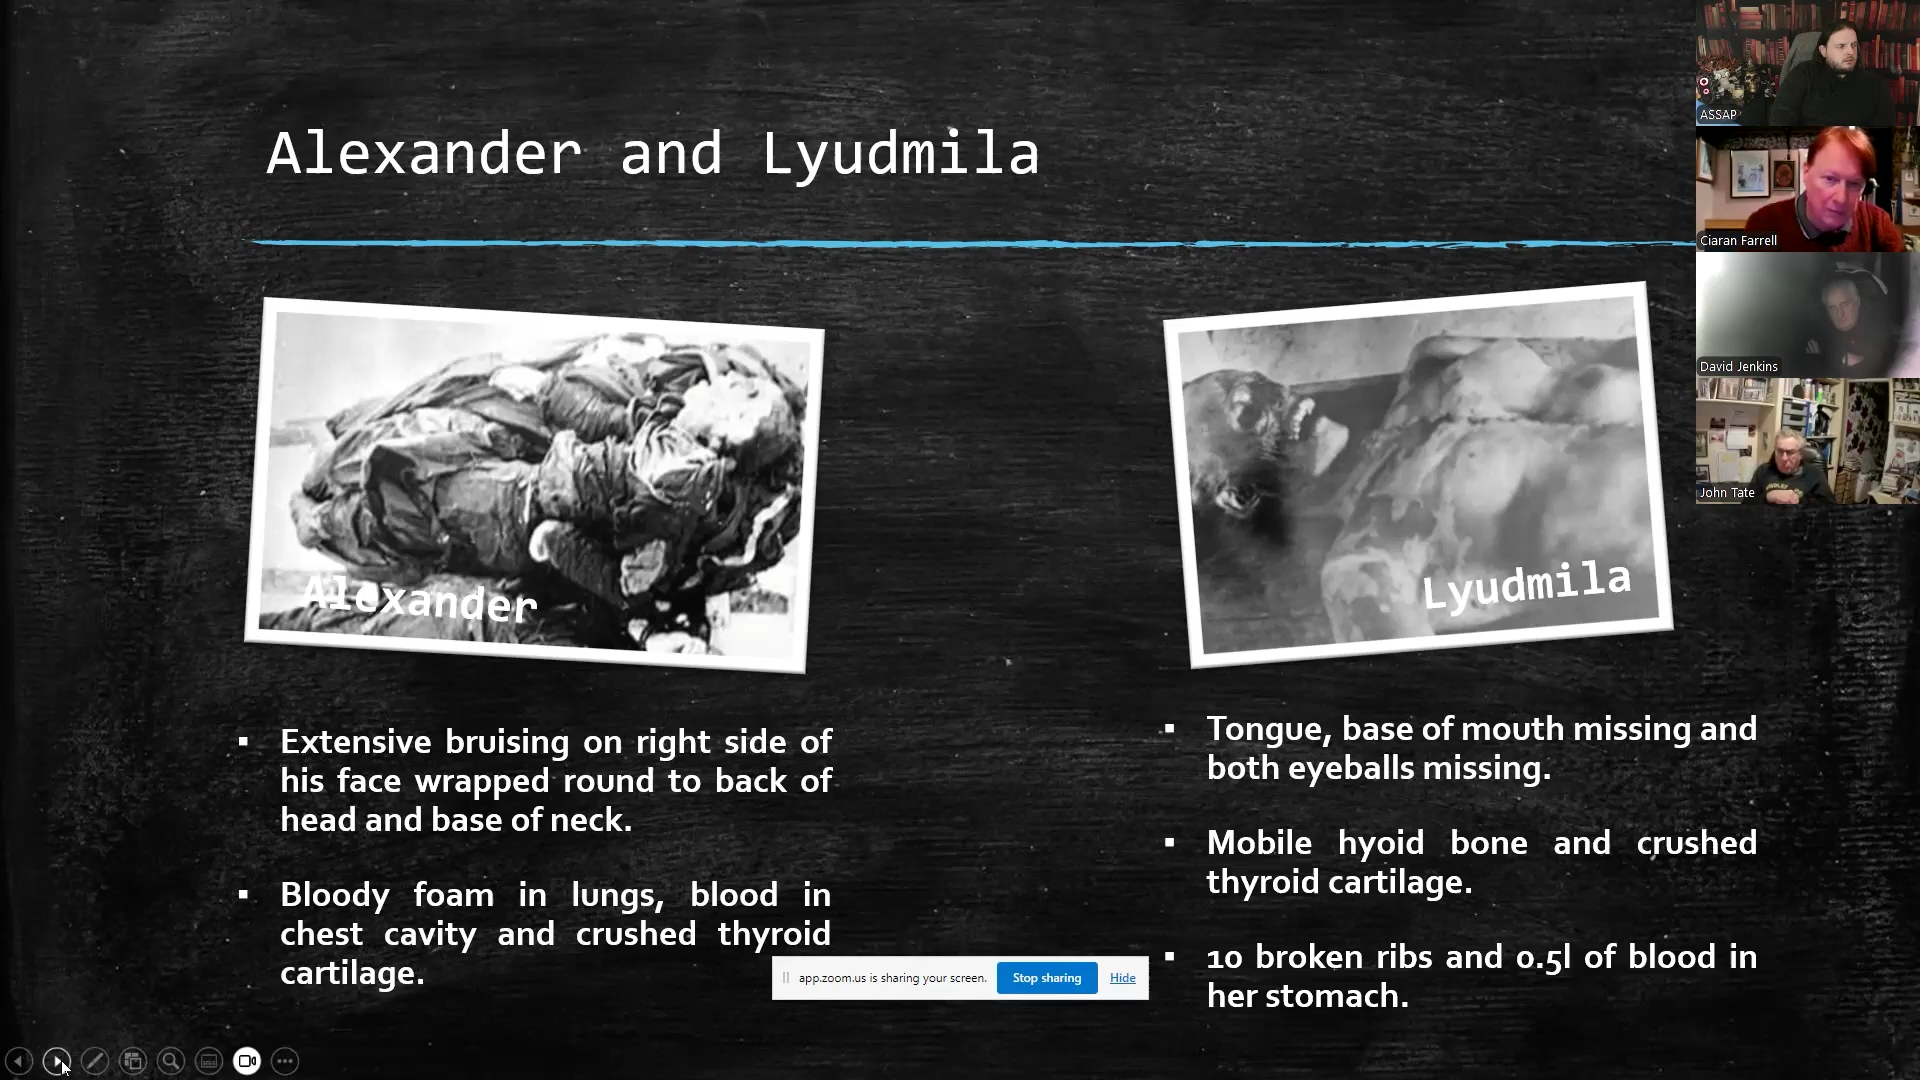 Alexander and Lyudmila
Alexander
Lyudmila
▪ Extensive bruising on right side of
his face wrapped round to back of
head and base of neck.
▪ Bloody foam in lungs, blood in
chest cavity and crushed thyroid
cartilage.
▪ Tongue, base of mouth missing and
both eyeballs missing.
▪ Mobile hyoid bone and crushed
thyroid cartilage.
▪ 10 broken ribs and 0.5l of blood in
her stomach.
app.zoom.us is sharing your screen. Stop sharing Hide
ASSAP
Ciaran Farrell
David Jenkins
John Tate